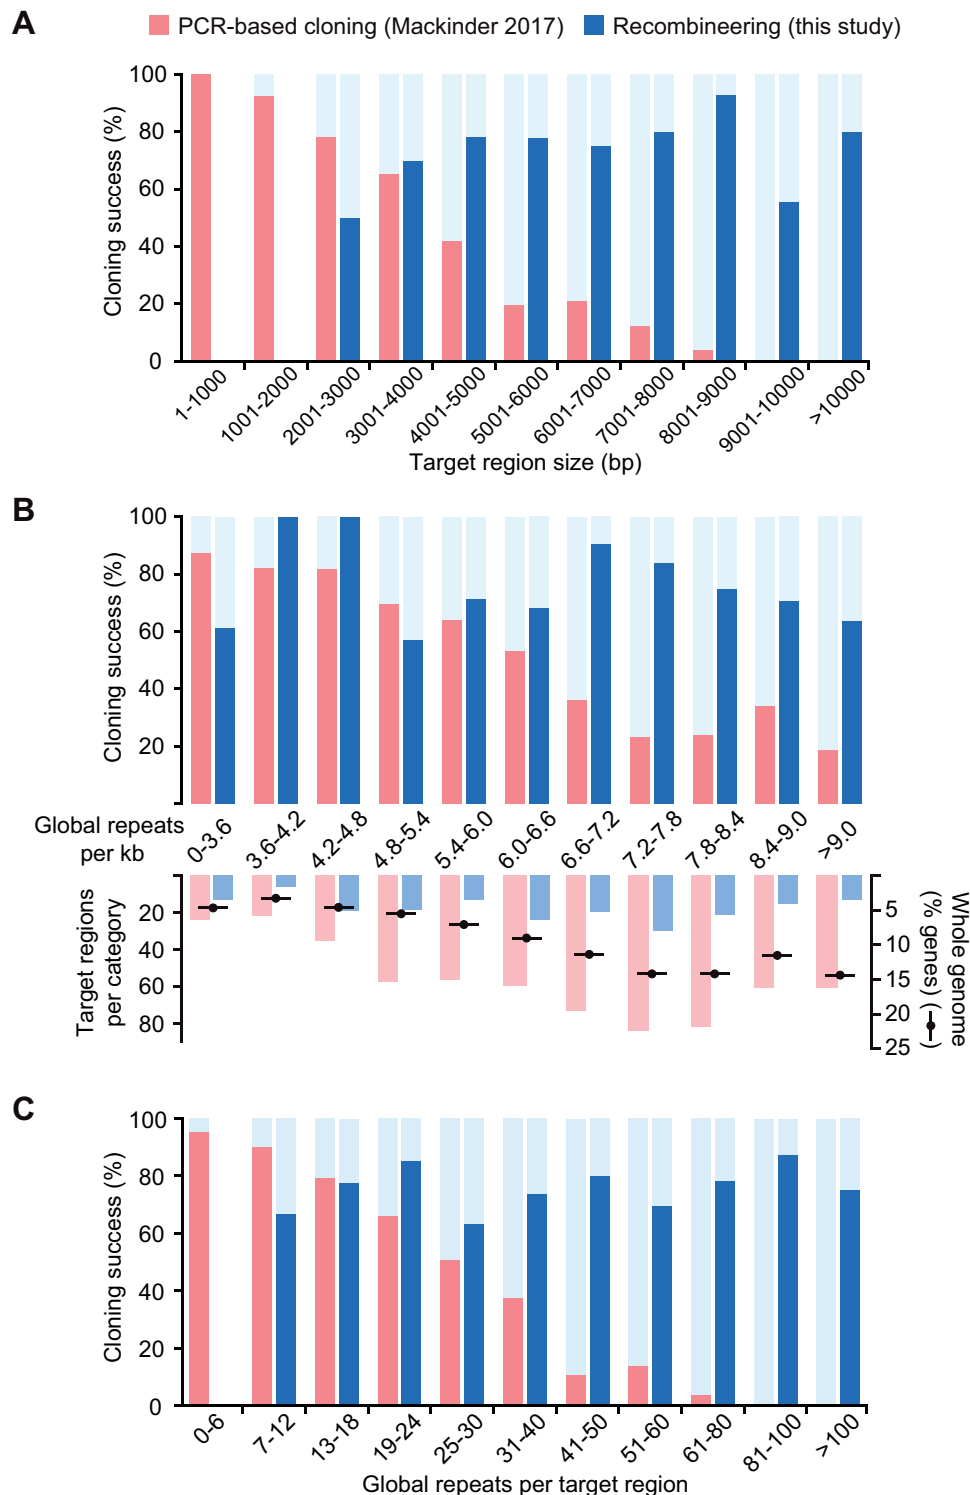 A
PCR-based cloning (Mackinder 2017) Recombineering (this study)
Cloning success (%)
100
80
60
40
20
0
1-1000 1001-2000 2001-3000 3001-4000 4001-5000 5001-6000 6001-7000 7001-8000 8001-9000 9001-10000 >10000
Target region size (bp)
B
Cloning success (%)
100
80
60
40
20
Global repeats
per kb
0-3.6 3.6-4.2 4.2-4.8 4.8-5.4 5.4-6.0 6.0-6.6 6.6-7.2 7.2-7.8 7.8-8.4 8.4-9.0 >9.0
Target regions
per category
20
40
60
80
5
10
15
20
25
Whole genome
(% genes) ( )
C
Cloning success (%)
100
80
60
40
20
0
0-6 7-12 13-18 19-24 25-30 31-40 41-50 51-60 61-80 81-100 >100
Global repeats per target region